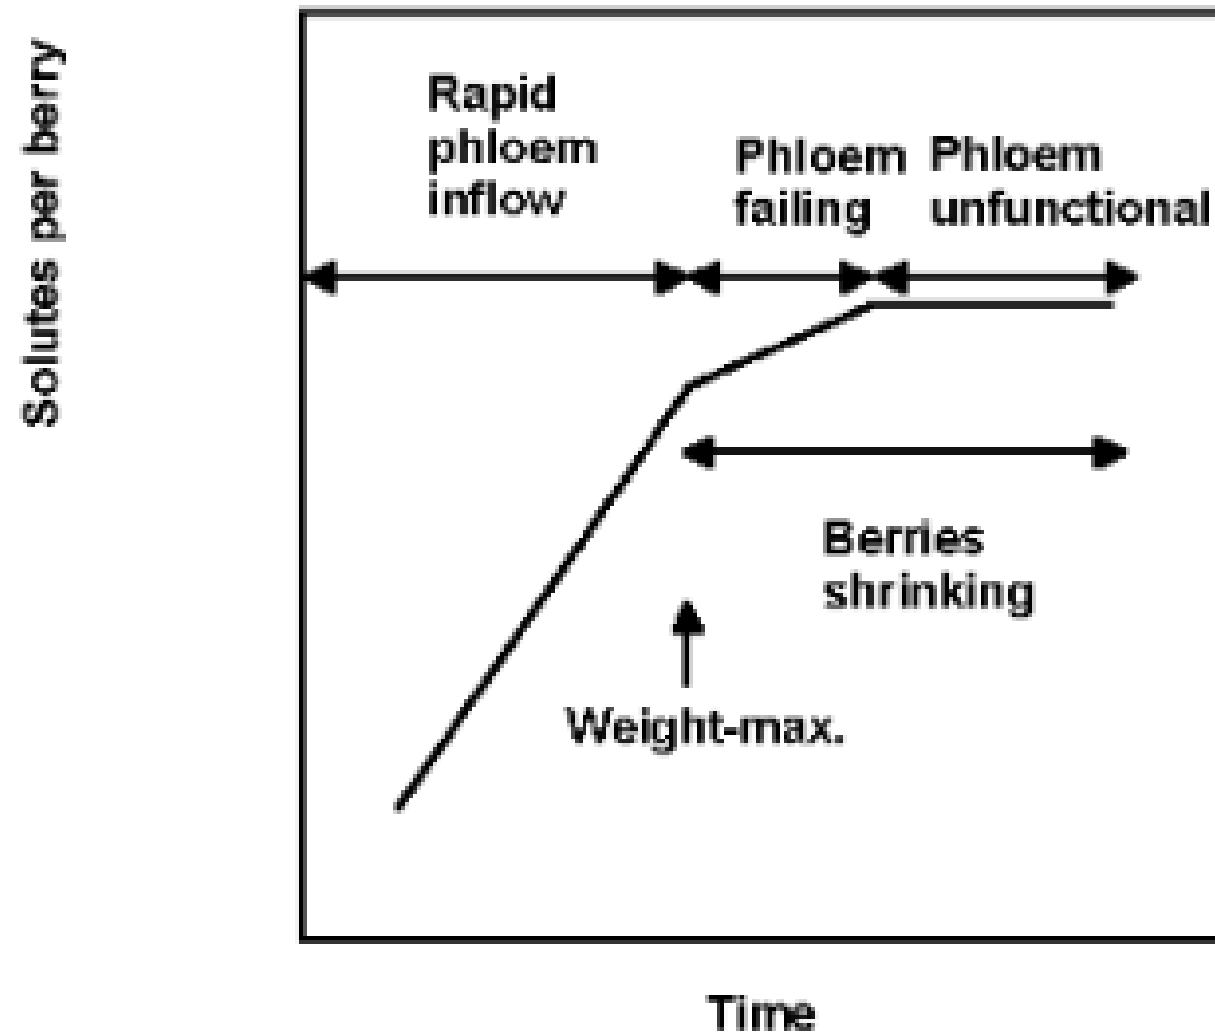 Solutes per berry
Rapid
phloem
inflow
Phloem
failing
Phloem
unfunctional
Berries
shrinking
Weight-max.
Time